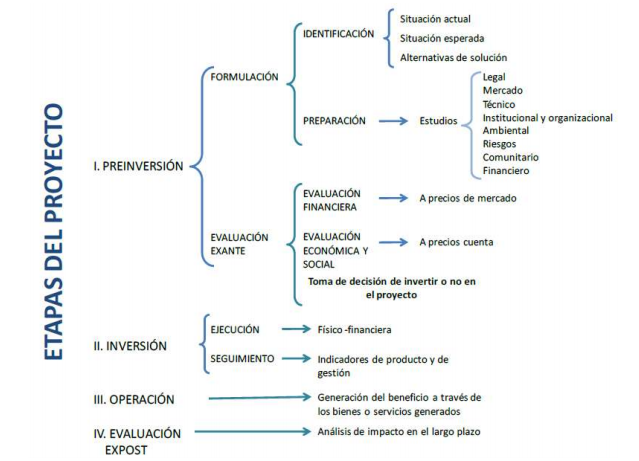 ETAPAS DEL PROYECTO
I. PREINVERSIÓN
FORMULACIÓN
IDENTIFICACIÓN
Situación actual
Situación esperada
Alternativas de solución
PREPARACIÓN
Estudios
Legal
Mercado
Técnico
Institucional y organizacional
Ambiental
Riesgos
Comunitario
Financiero
EVALUACIÓN
EXANTE
EVALUACIÓN
FINANCIERA
A precios de mercado
EVALUACIÓN
ECONÓMICA Y
SOCIAL
A precios cuenta
Toma de decisión de invertir o no en
el proyecto
II. INVERSIÓN
EJECUCIÓN
Físico -financiera
SEGUIMIENTO
Indicadores de producto y de
gestión
III. OPERACIÓN
Generación del beneficio a través de
los bienes o servicios generados
IV. EVALUACIÓN
EXPOST
Análisis de impacto en el largo plazo